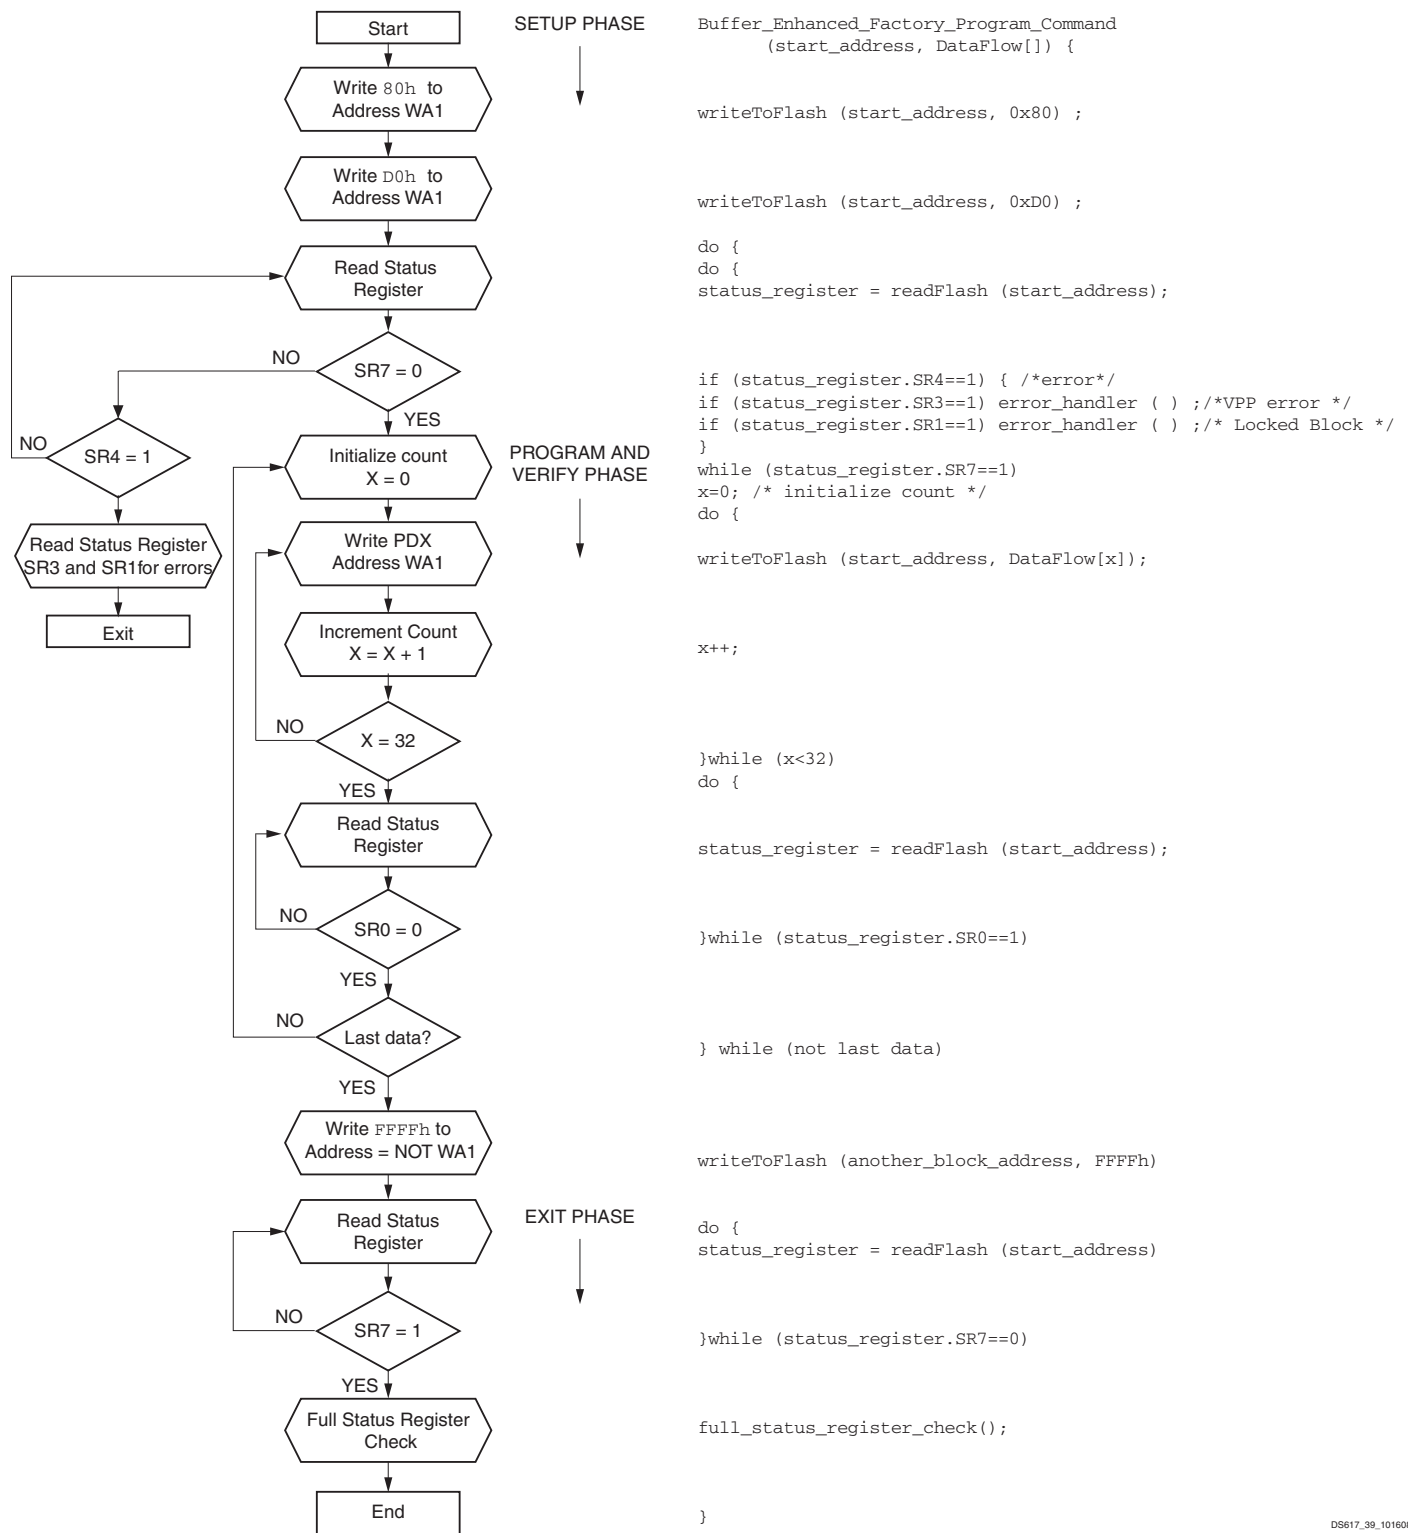 Start
SETUP PHASE
Buffer_Enhanced_Factory_Program_Command
(start_address, DataFlow[]) {
Write 80h to
Address WA1
writeToFlash (start_address, 0x80) ;
Write D0h to
Address WA1
writeToFlash (start_address, 0xD0) ;
do {
do {
Read Status
Register
status_register = readFlash (start_address);
NO
SR7 = 0
YES
if (status_register.SR4==1) { /*error*/
if (status_register.SR3==1) error_handler ( ) ;/*VPP error */
if (status_register.SR1==1) error_handler ( ) ;/* Locked Block */
}
NO
SR4 = 1
Initialize count
X = 0
PROGRAM AND
VERIFY PHASE
while (status_register.SR7==1)
x=0; /* initialize count */
do {
Read Status Register
SR3 and SR1for errors
Write PDX
Address WA1
writeToFlash (start_address, DataFlow[x]);
Exit
Increment Count
X = X + 1
x++;
NO
X = 32
YES
}while (x<32)
do {
Read Status
Register
status_register = readFlash (start_address);
NO
SR0 = 0
YES
}while (status_register.SR0==1)
NO
Last data?
YES
} while (not last data)
Write FFFFh to
Address = NOT WA1
writeToFlash (another_block_address, FFFFh)
Read Status
Register
EXIT PHASE
do {
status_register = readFlash (start_address)
NO
SR7 = 1
YES
}while (status_register.SR7==0)
Full Status Register
Check
full_status_register_check();
End
}
DS617_39_101608